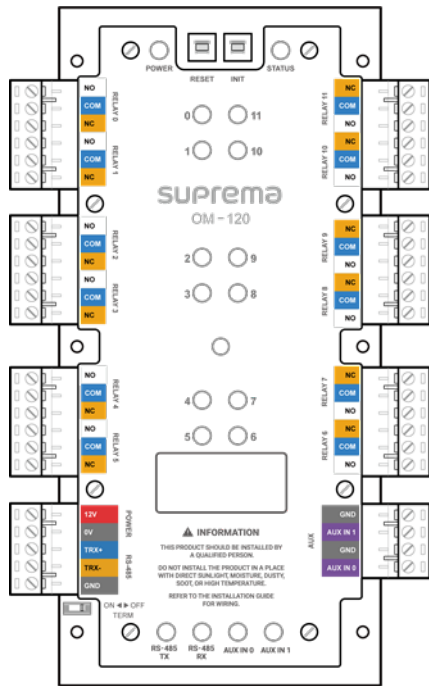 POWER RESET INIT STATUS
NO
COM
NC
RELAY 0
NO
COM
NC
RELAY 1
0 11
1 10
NC
COM
NO
RELAY 11
NC
COM
NO
RELAY 10
suprema
OM-120
NO
COM
NC
RELAY 2
NO
COM
NC
RELAY 3
2 9
3 8
NC
COM
NO
RELAY 9
NC
COM
NO
RELAY 8
NO
COM
NC
RELAY 4
NO
COM
NC
RELAY 5
4 7
5 6
NC
COM
NO
RELAY 7
NC
COM
NO
RELAY 6
12V
0V
POWER
TRX+
TRX-
GND
RS-485
ON ◀ ▶ OFF
TERM
⚠ INFORMATION
THIS PRODUCT SHOULD BE INSTALLED BY
A QUALIFIED PERSON.
DO NOT INSTALL THE PRODUCT IN A PLACE
WITH DIRECT SUNLIGHT, MOISTURE, DUSTY,
SOOT, OR HIGH TEMPERATURE.
REFER TO THE INSTALLATION GUIDE
FOR WIRING.
AUX
GND
AUX IN 1
GND
AUX IN 0
RS-485
TX
RS-485
RX
AUX IN 0
AUX IN 1